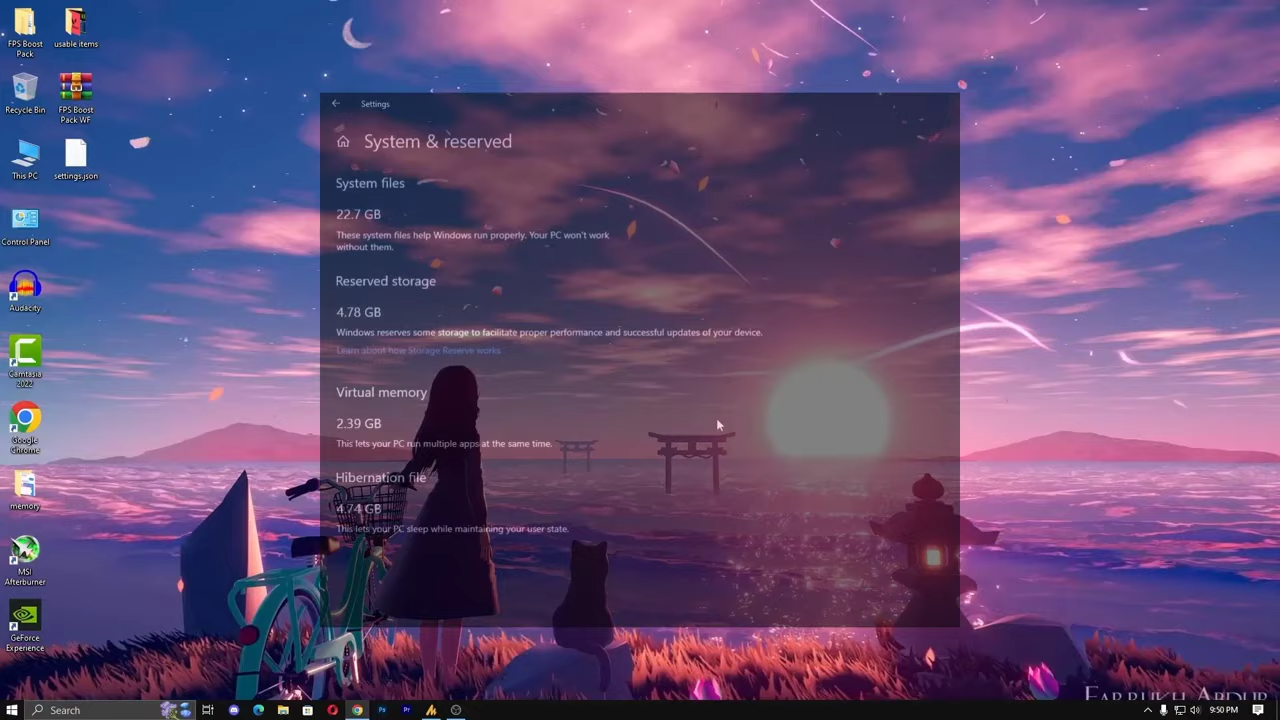 FPS Boost
Pack
usable items
Recycle Bin
FPS Boost
Pack WF
This PC
settings.json
Control Panel
Audacity
Camtasia
2022
Google
Chrome
memory
MSI
Afterburner
GeForce
Experience
Settings
System & reserved
System files
22.7 GB
These system files help Windows run properly. Your PC won't work
without them.
Reserved storage
4.78 GB
Windows reserves some storage to facilitate proper performance and successful updates of your device.
Learn about how Storage Reserve works
Virtual memory
2.39 GB
This lets your PC run multiple apps at the same time.
Hibernation file
4.74 GB
This lets your PC sleep while maintaining your user state.
Search
Ps
Pr
9:50 PM